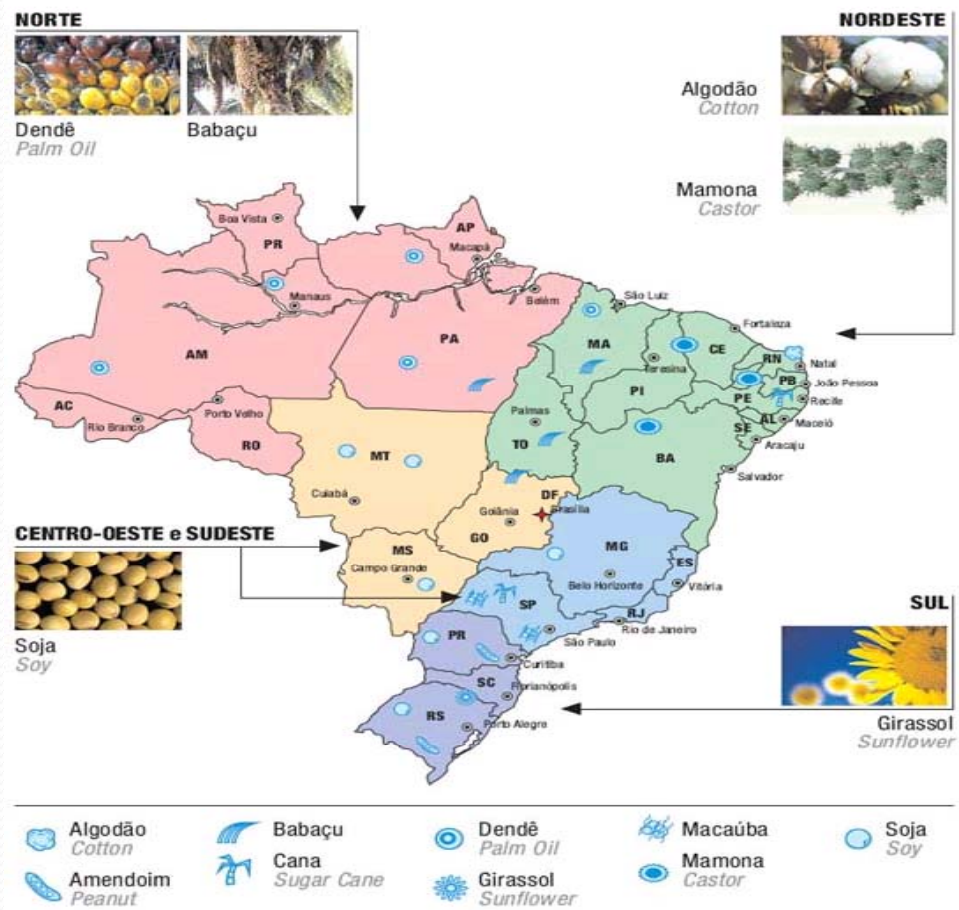 NORTE
Dendê
Palm Oil
Babaçu
NORDESTE
Algodão
Cotton
Mamona
Castor
Boa Vista
PR
AP
Macapá
Manaus
Belém
PA
AM
AC
Rio Branco
Porto Velho
RO
São Luiz
MA
Teresina
CE
Fortaleza
RN
Natal
PB
João Pessoa
PE
Recife
AL
Maceió
SE
Aracaju
PI
Palmas
TO
BA
Salvador
MT
Cuiabá
DF
Brasília
Goiânia
GO
MS
Campo Grande
MG
Belo Horizonte
ES
Vitória
SP
São Paulo
RJ
Rio de Janeiro
PR
Curitiba
SC
Florianópolis
RS
Porto Alegre
CENTRO-OESTE e SUDESTE
Soja
Soy
SUL
Girassol
Sunflower
Algodão
Cotton
Amendoim
Peanut
Babaçu
Cana
Sugar Cane
Dendê
Palm Oil
Girassol
Sunflower
Macaúba
Mamona
Castor
Soja
Soy